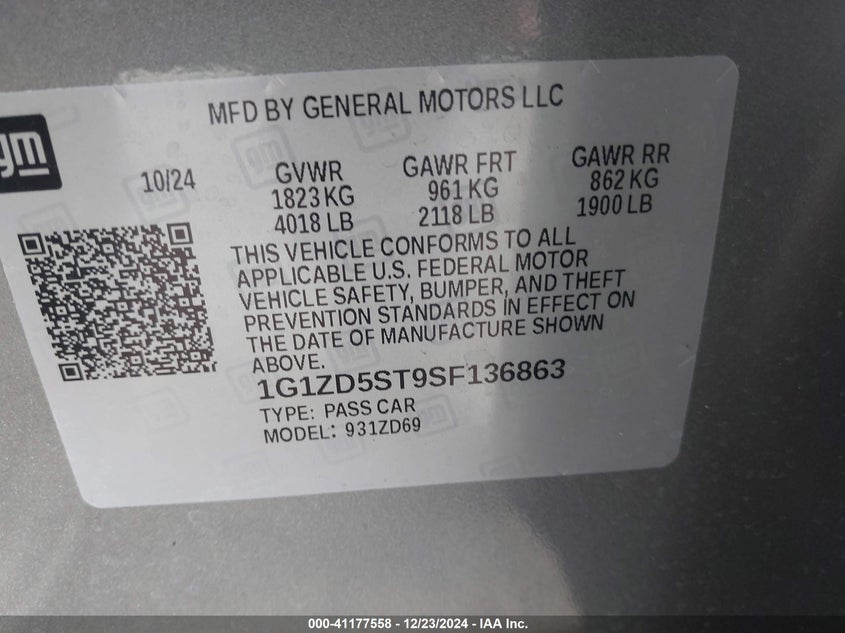 MFD BY GENERAL MOTORS LLC
gm
10/24
GVWR
1823 KG
4018 LB
GAWR FRT
961 KG
2118 LB
GAWR RR
862 KG
1900 LB
THIS VEHICLE CONFORMS TO ALL
APPLICABLE U.S. FEDERAL MOTOR
VEHICLE SAFETY, BUMPER, AND THEFT
PREVENTION STANDARDS IN EFFECT ON
THE DATE OF MANUFACTURE SHOWN
ABOVE.
1G1ZD5ST9SF136863
TYPE: PASS CAR
MODEL: 931ZD69
000-41177558 - 12/23/2024 - IAA Inc.